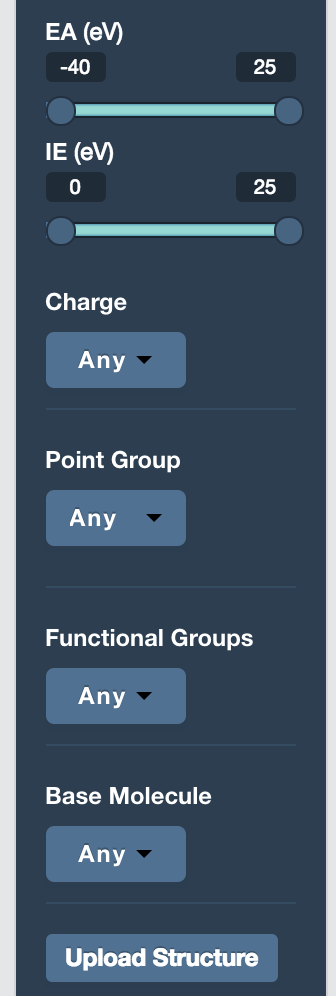 EA (eV)
-40 25
IE (eV)
0 25
Charge
Any
Point Group
Any
Functional Groups
Any
Base Molecule
Any
Upload Structure